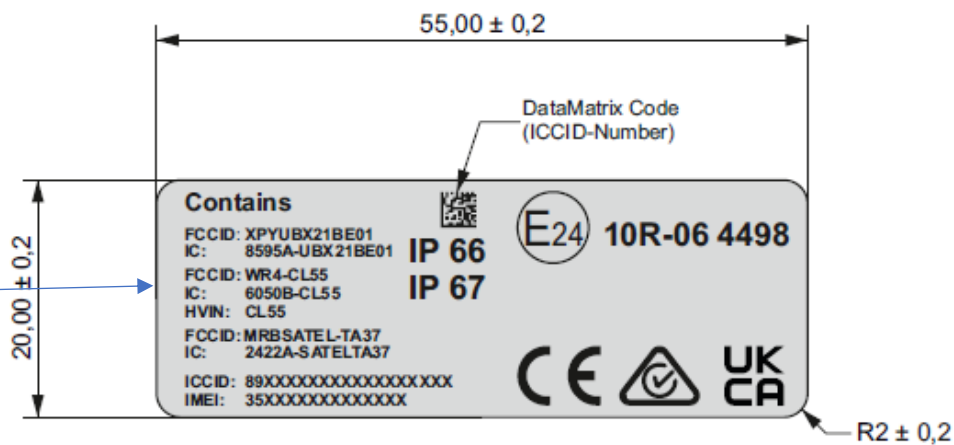 55,00 ± 0,2
DataMatrix Code
(ICCID-Number)
20,00 ± 0,2
Contains
FCCID: XPYUBX21BE01
IC: 8595A-UBX21BE01
FCCID: WR4-CL55
IC: 6050B-CL55
HVIN: CL55
FCCID: MRBSATEL-TA37
IC: 2422A-SATELTA37
ICCID: 89XXXXXXXXXXXXXXXXX
IMEI: 35XXXXXXXXXXXXX
IP 66
IP 67
E24 10R-06 4498
CE
UK
CA
R2 ± 0,2